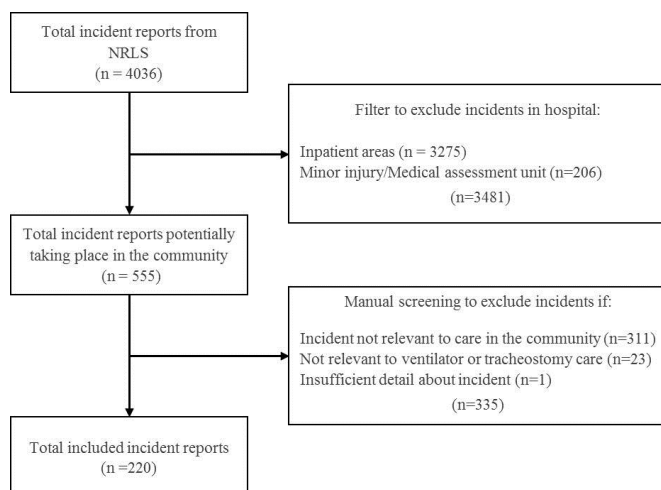 Total incident reports from
NRLS
(n = 4036)
Filter to exclude incidents in hospital:
Inpatient areas (n = 3275)
Minor injury/Medical assessment unit (n=206)
(n=3481)
Total incident reports potentially
taking place in the community
(n = 555)
Manual screening to exclude incidents if:
Incident not relevant to care in the community (n=311)
Not relevant to ventilator or tracheostomy care (n=23)
Insufficient detail about incident (n=1)
(n=335)
Total included incident reports
(n =220)